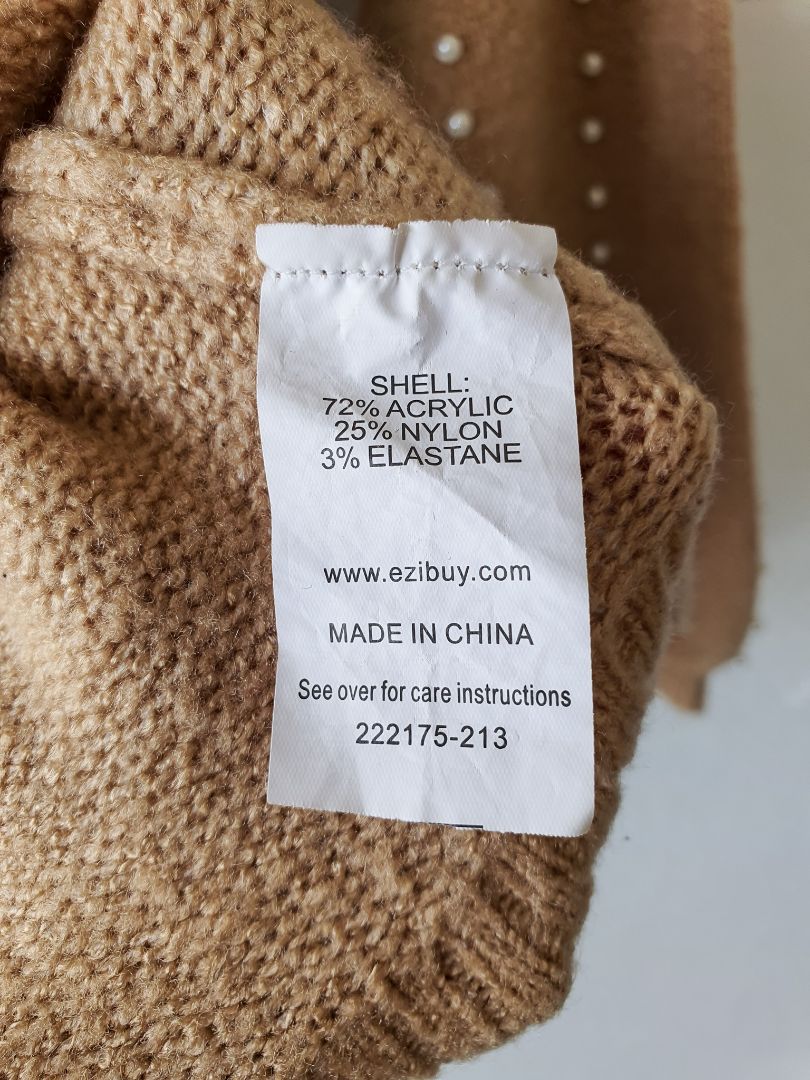 SHELL:
72% ACRYLIC
25% NYLON
3% ELASTANE
www.ezibuy.com
MADE IN CHINA
See over for care instructions
222175-213